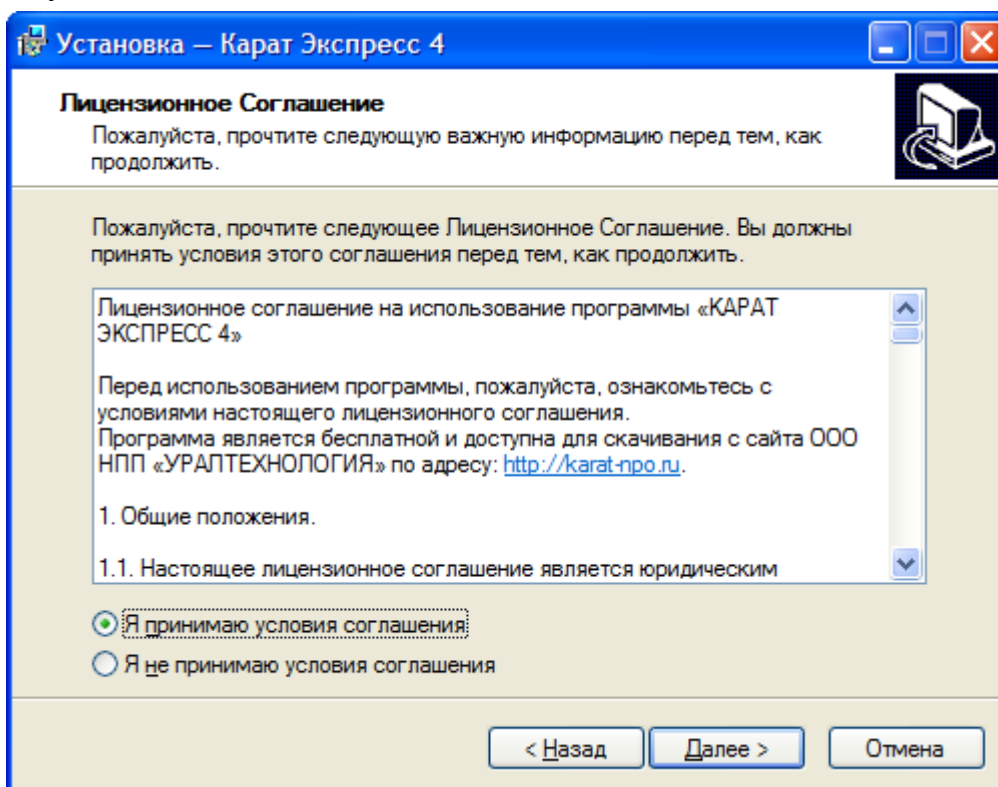 Установка — Карат Экспресс 4
Лицензионное Соглашение
Пожалуйста, прочтите следующую важную информацию перед тем, как
продолжить.
Пожалуйста, прочтите следующее Лицензионное Соглашение. Вы должны
принять условия этого соглашения перед тем, как продолжить.
Лицензионное соглашение на использование программы «КАРАТ
ЭКСПРЕСС 4»
Перед использованием программы, пожалуйста, ознакомьтесь с
условиями настоящего лицензионного соглашения.
Программа является бесплатной и доступна для скачивания с сайта ООО
НПП «УРАЛТЕХНОЛОГИЯ» по адресу: http://karat-npo.ru.
1. Общие положения.
1.1. Настоящее лицензионное соглашение является юридическим
Я принимаю условия соглашения
Я не принимаю условия соглашения
< Назад Далее > Отмена